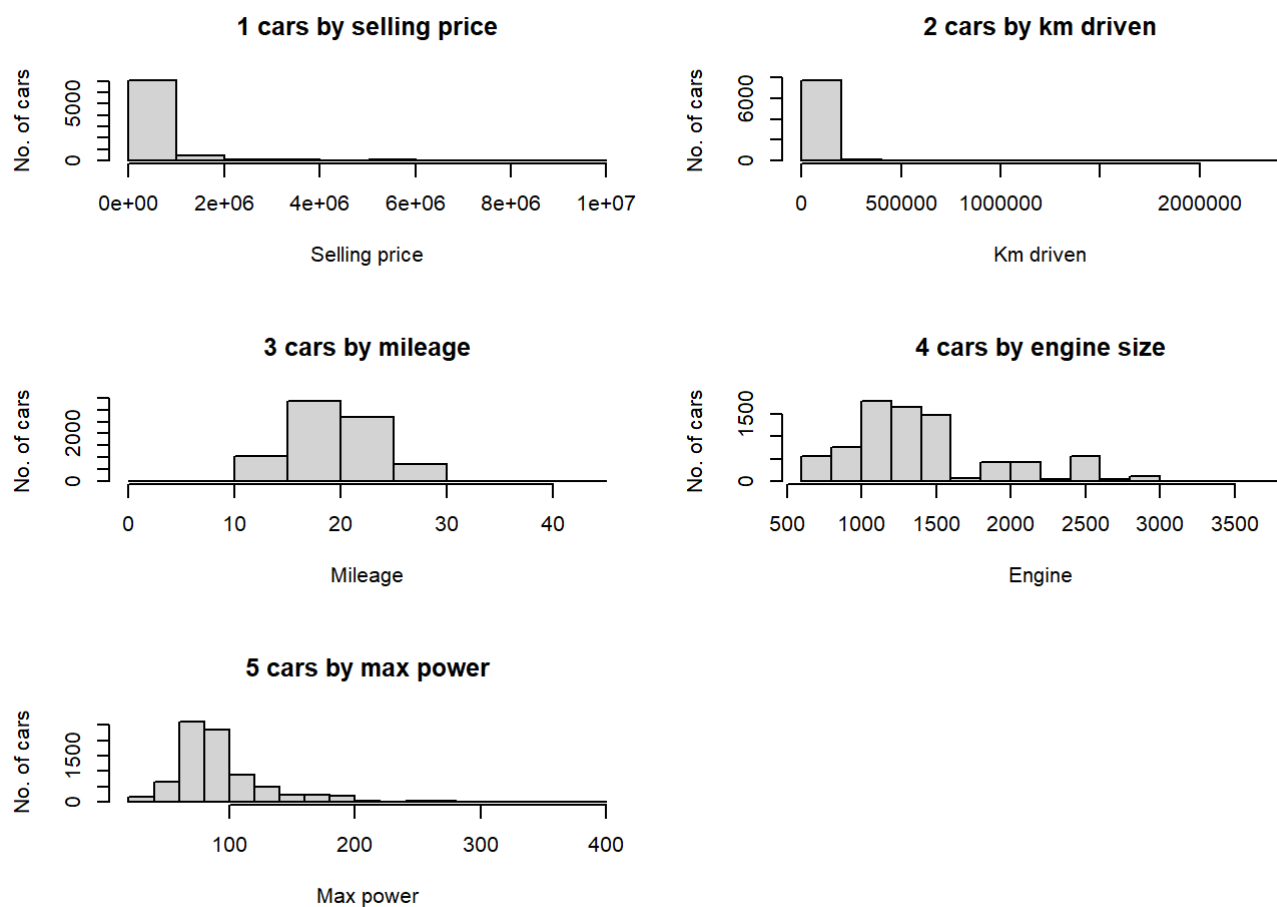 1 cars by selling price
No. of cars
0 5000
0e+00 2e+06 4e+06 6e+06 8e+06 1e+07
Selling price
2 cars by km driven
No. of cars
0 6000
0 500000 1000000 2000000
Km driven
3 cars by mileage
No. of cars
0 2000
0 10 20 30 40
Mileage
4 cars by engine size
No. of cars
0 1500
500 1000 1500 2000 2500 3000 3500
Engine
5 cars by max power
No. of cars
0 1500
100 200 300 400
Max power